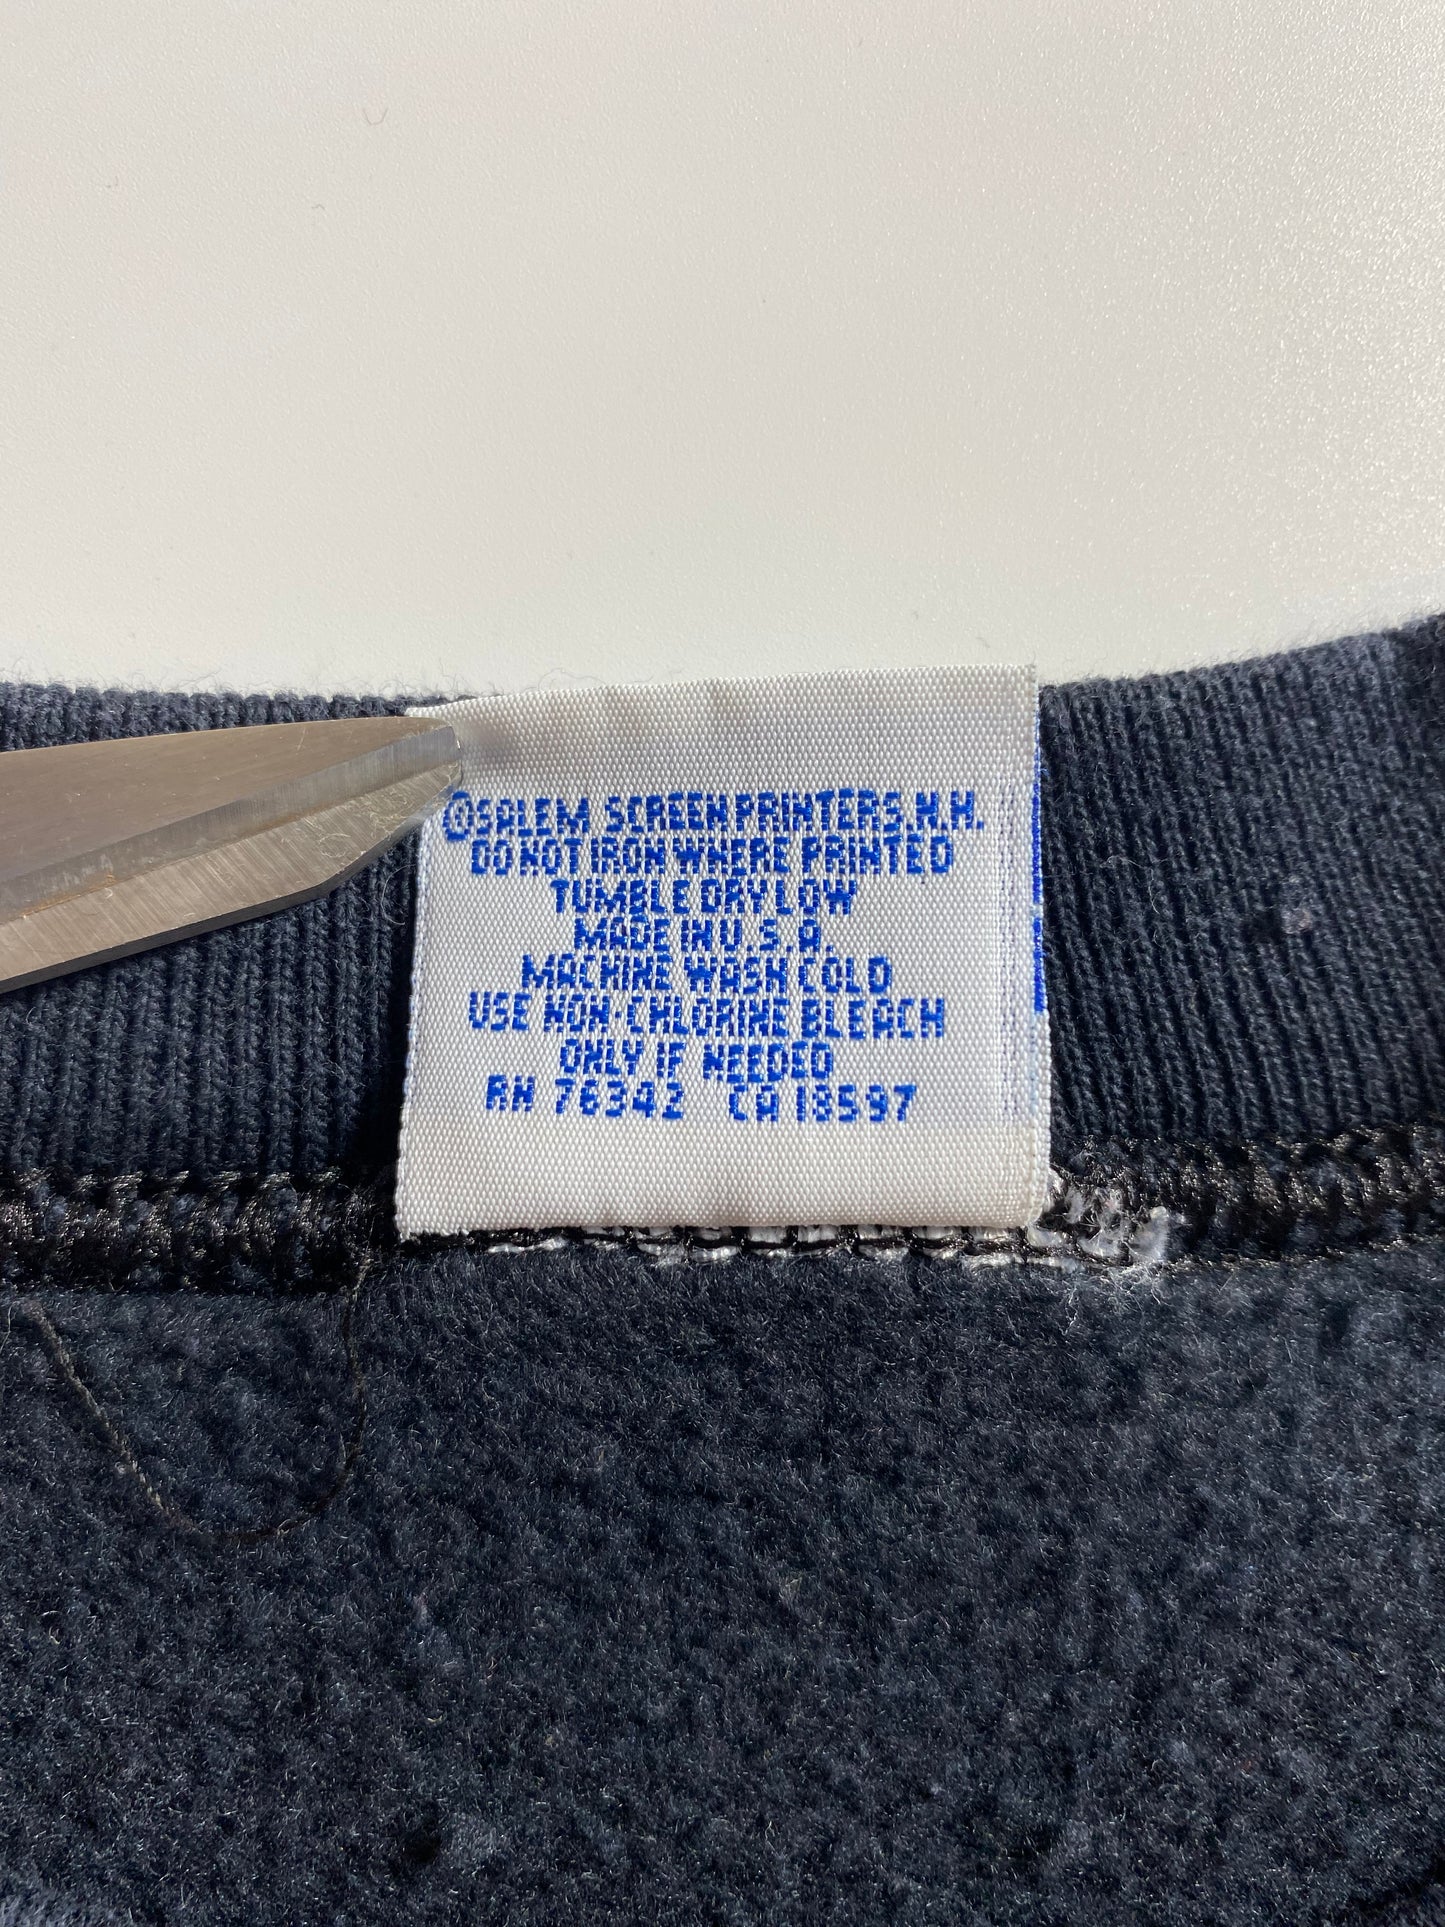 ©SALEM SCREEN PRINTERS, N.H.
DO NOT IRON WHERE PRINTED
TUMBLE DRY LOW
MADE IN U.S.A.
MACHINE WASH COLD
USE NON-CHLORINE BLEACH
ONLY IF NEEDED
RN 76342 CA 18597